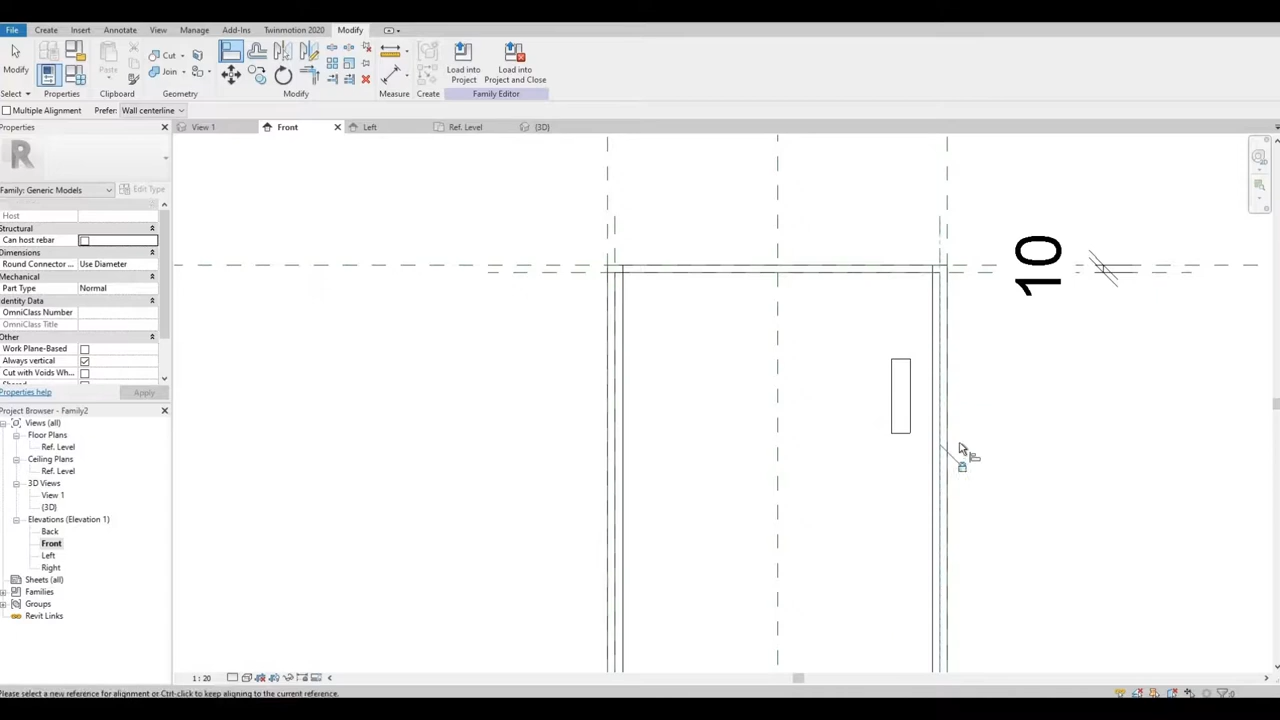 File Create Insert Annotate View Manage Add-Ins Twinmotion 2020 Modify
Modify
Paste
Cut
Join
Load into
Project
Load into
Project and Close
Select Properties Clipboard Geometry Modify Measure Create Family Editor
Multiple Alignment Prefer: Wall centerline
Properties
View 1 Front Left Ref. Level {3D}
R
Family: Generic Models Edit Type
Host
Structural
Can host rebar
Dimensions
Round Connector ... Use Diameter
Mechanical
Part Type Normal
Identity Data
OmniClass Number
OmniClass Title
Other
Work Plane-Based
Always vertical
Cut with Voids Wh...
Properties help Apply
Project Browser - Family2
Views (all)
Floor Plans
Ref. Level
Ceiling Plans
Ref. Level
3D Views
View 1
{3D}
Elevations (Elevation 1)
Back
Front
Left
Right
Sheets (all)
Families
Groups
Revit Links
10
1 : 20
Please select a new reference for alignment or Ctrl-click to keep aligning to the current reference.
:0